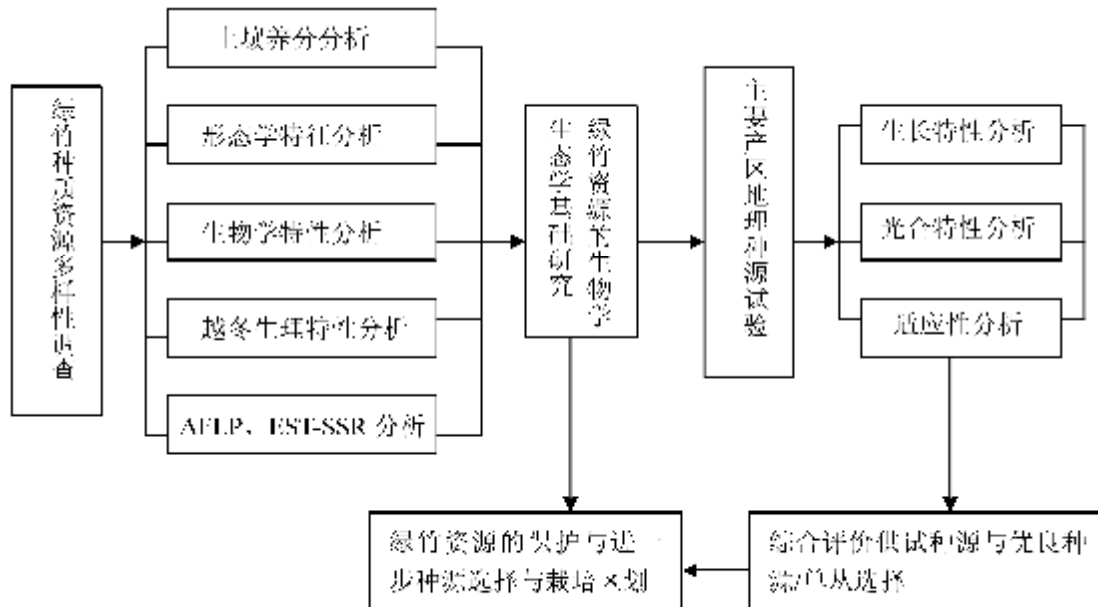 绿竹种质资源多样性调查
土壤养分分析
形态学特征分析
生物学特性分析
越冬生理特性分析
AFLP、EST-SSR 分析
绿竹资源的生物学
生态学基础研究
主要产区地理种源试验
生长特性分析
光合特性分析
适应性分析
绿竹资源的保护与进一
步种源选择与栽培区划
综合评价供试种源与优良种
源/单丛选择